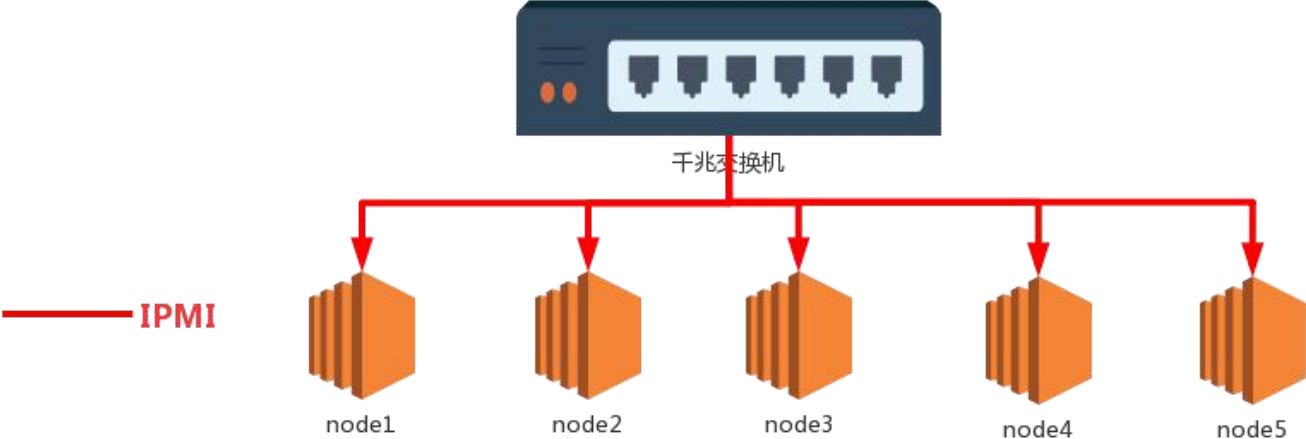 千兆交换机
IPMI
node1
node2
node3
node4
node5